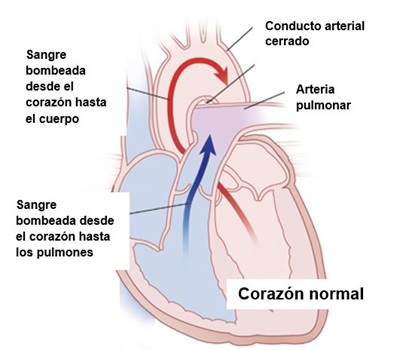 Conducto arterial
cerrado
Sangre
bombeada
desde el
corazón hasta
el cuerpo
Arteria
pulmonar
Sangre
bombeada desde
el corazón hasta
los pulmones
Corazón normal